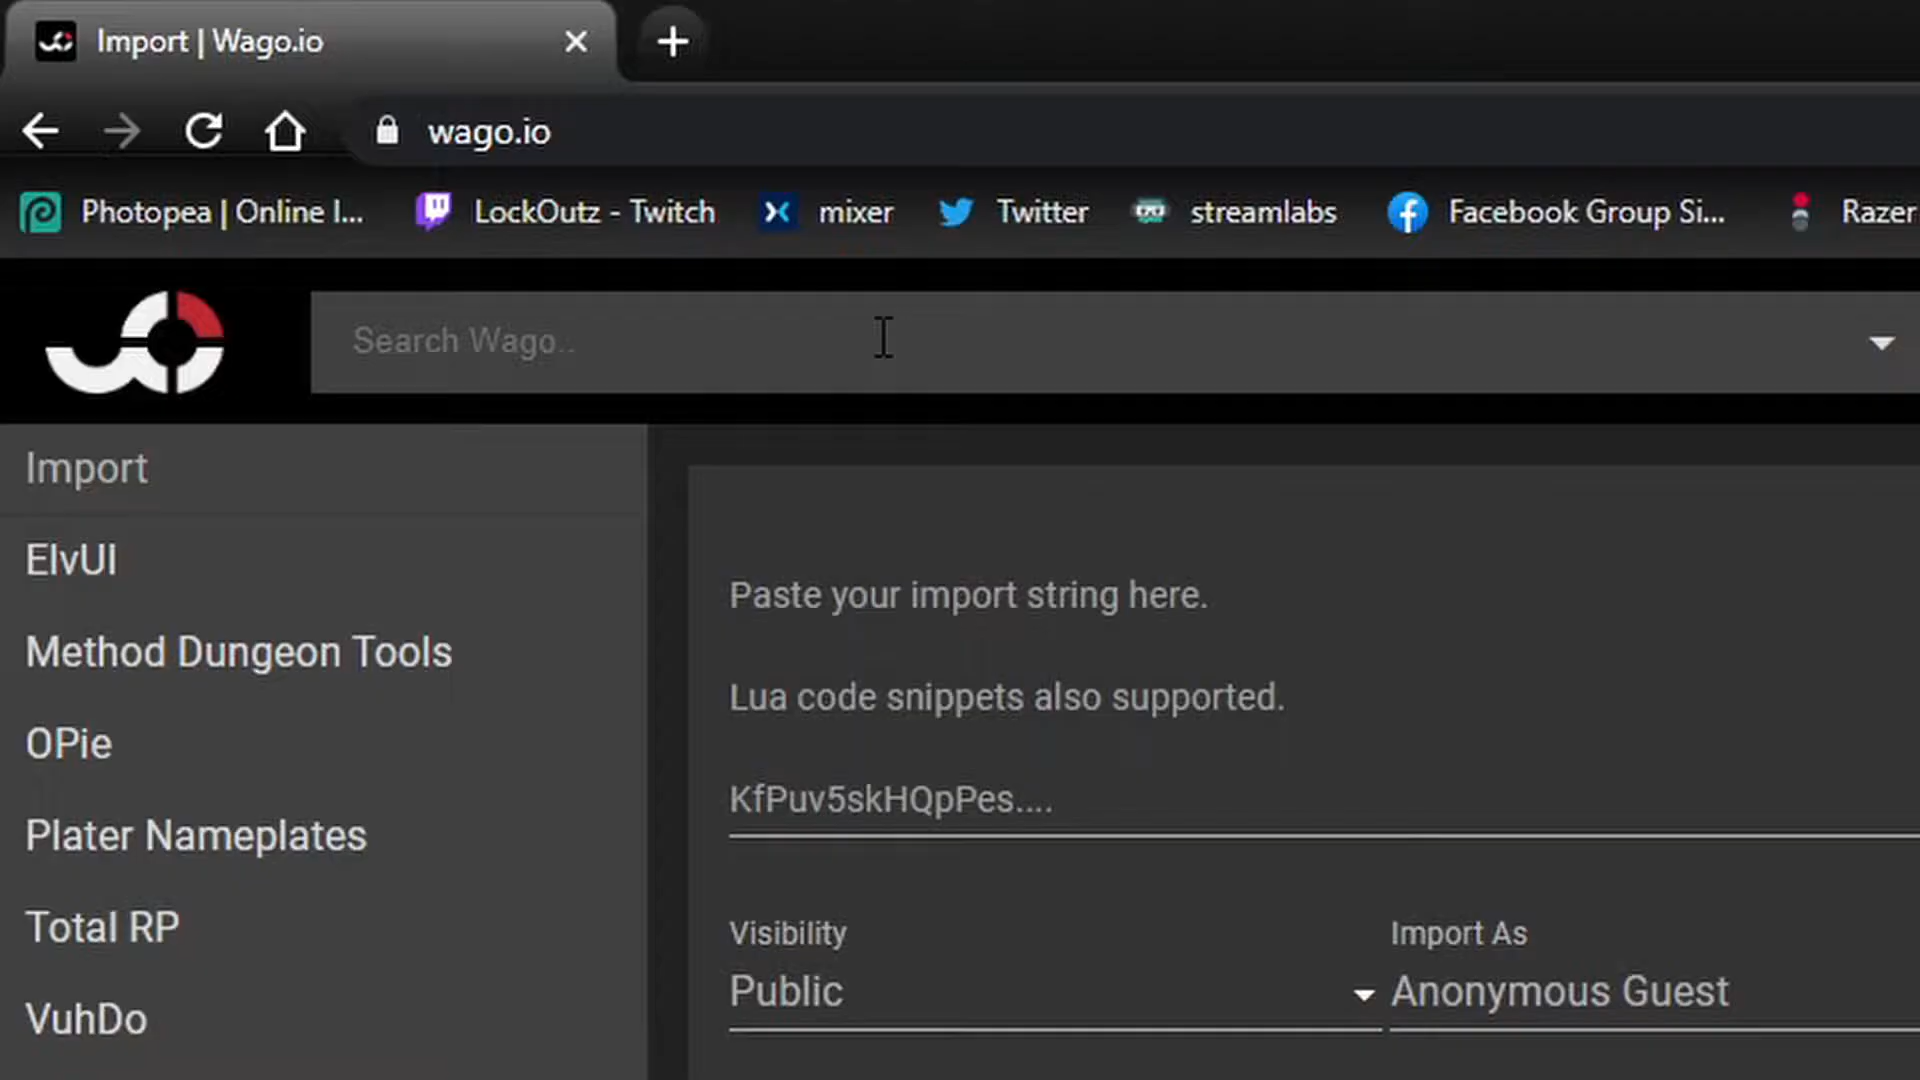 Import | Wago.io
wago.io
Photopea | Online I... LockOutz - Twitch mixer Twitter streamlabs Facebook Group Si... Razer
Search Wago..
Import
ElvUI
Method Dungeon Tools
OPie
Plater Nameplates
Total RP
VuhDo
Paste your import string here.
Lua code snippets also supported.
KfPuv5skHQpPes....
Visibility Import As
Public Anonymous Guest